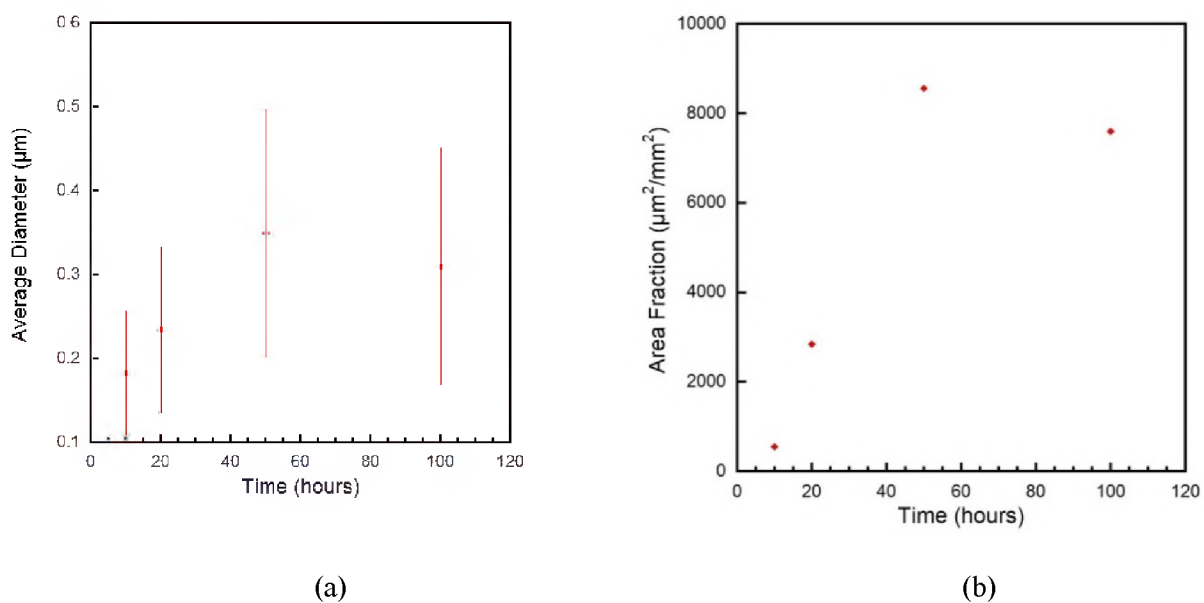 0.6
0.5
0.4
0.3
0.2
0.1
Average Diameter (µm)
0 20 40 60 80 100 120
Time (hours)
(a)
10000
8000
6000
4000
2000
0
Area Fraction (µm²/mm²)
0 20 40 60 80 100 120
Time (hours)
(b)